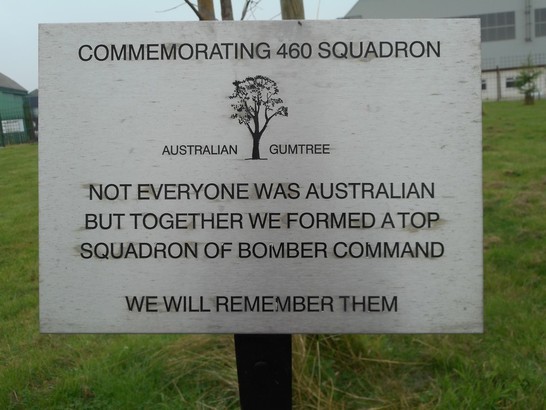 COMMEMORATING 460 SQUADRON
AUSTRALIAN GUMTREE
NOT EVERYONE WAS AUSTRALIAN
BUT TOGETHER WE FORMED A TOP
SQUADRON OF BOMBER COMMAND
WE WILL REMEMBER THEM